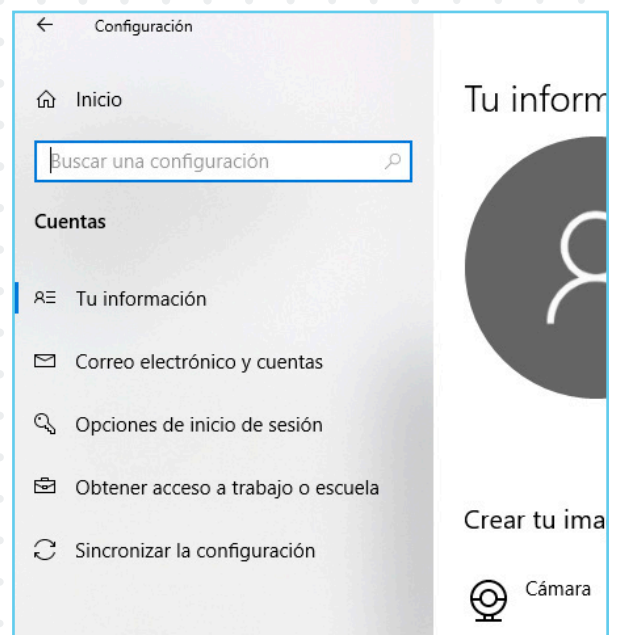 Configuración
Inicio
Buscar una configuración
Cuentas
Tu información
Correo electrónico y cuentas
Opciones de inicio de sesión
Obtener acceso a trabajo o escuela
Sincronizar la configuración
Tu inform
Crear tu ima
Cámara